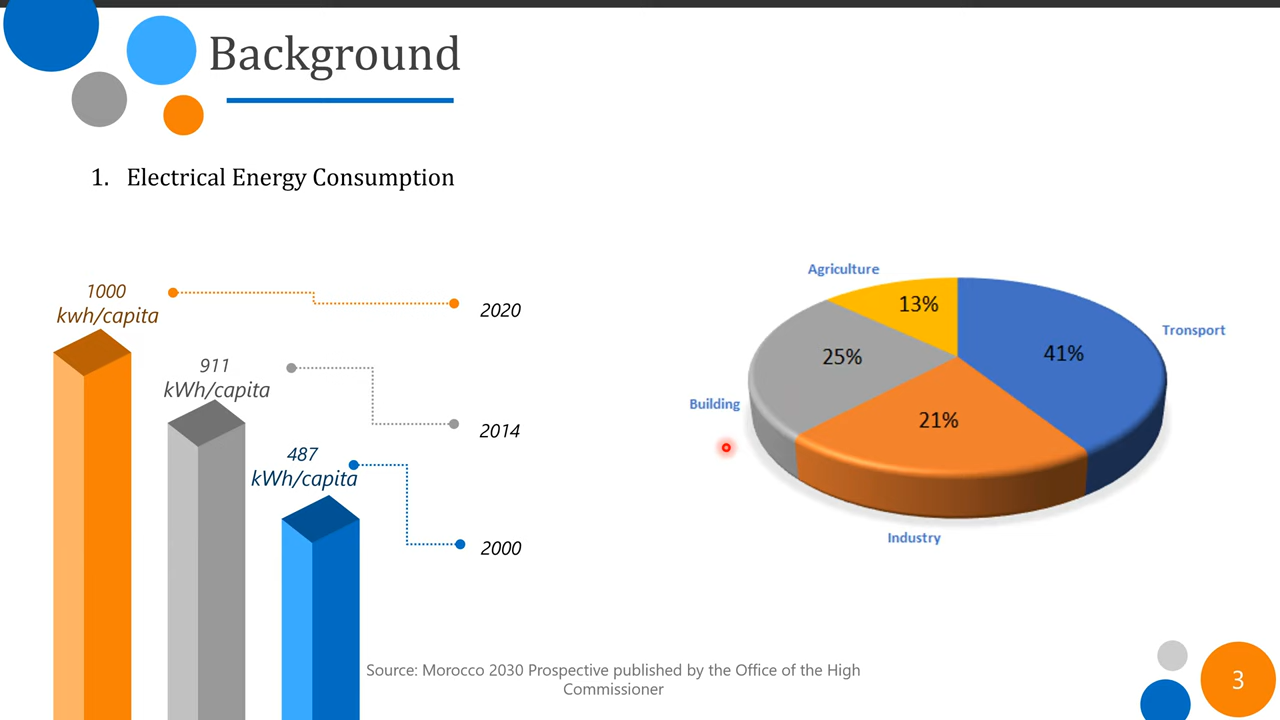 Background
1. Electrical Energy Consumption
1000
kwh/capita
2020
911
kWh/capita
2014
487
kWh/capita
2000
Agriculture
13%
Tronsport
41%
25%
Building
21%
Industry
Source: Morocco 2030 Prospective published by the Office of the High
Commissioner
3